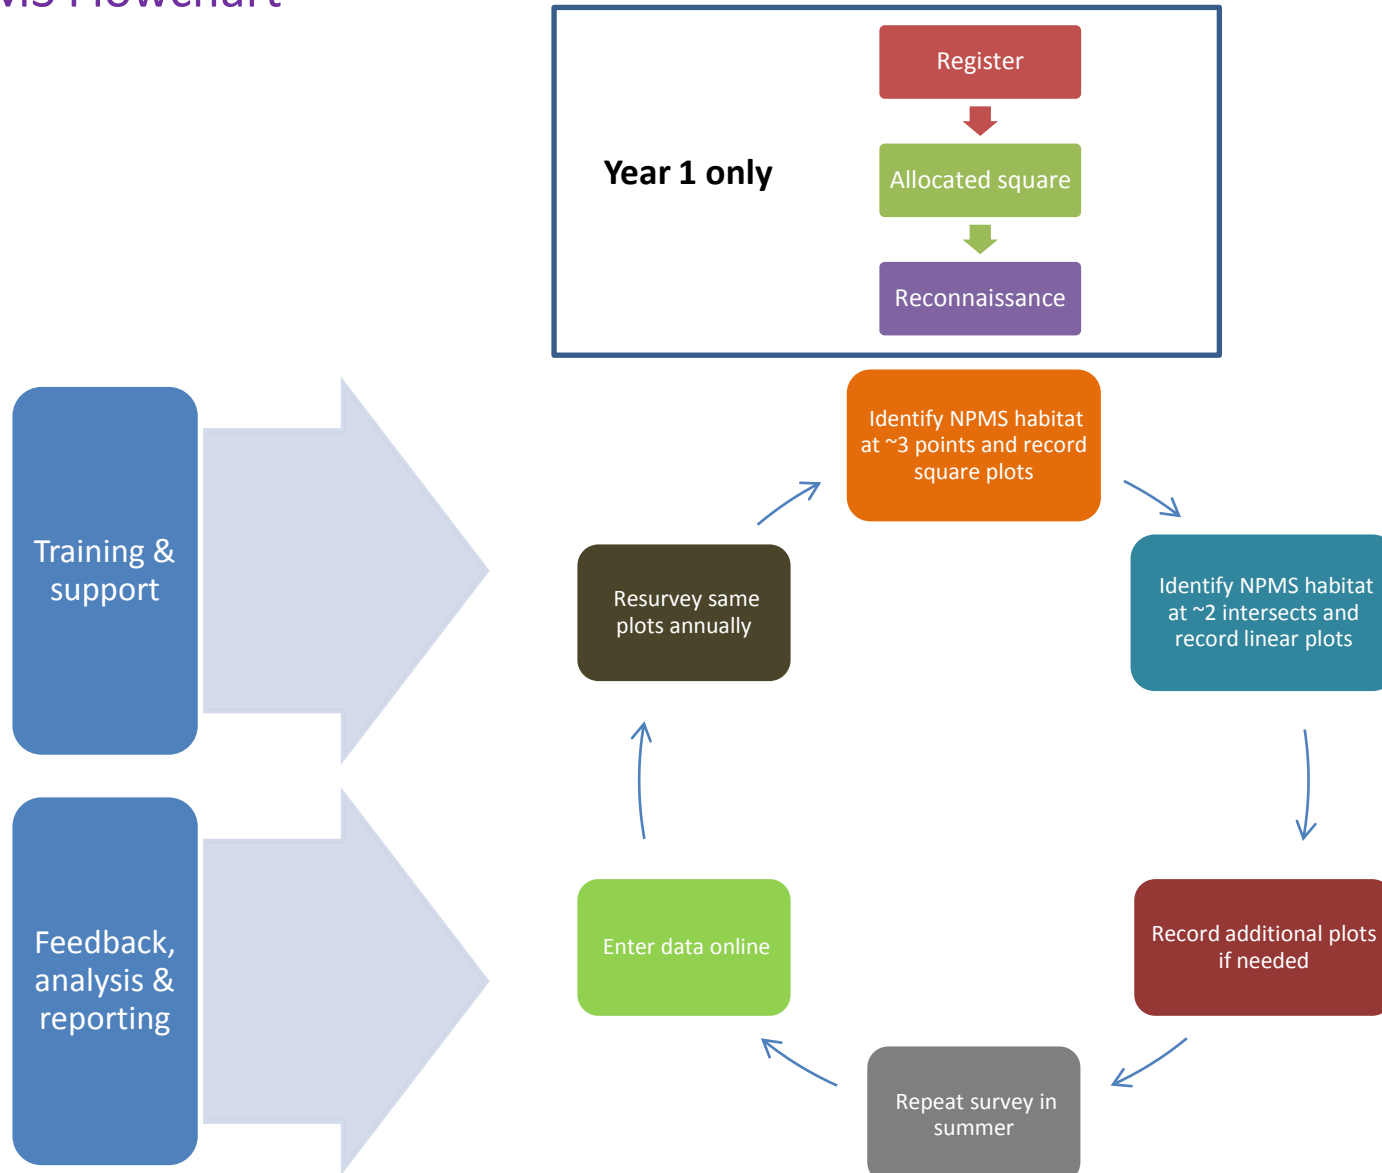 Flowchart
Register
Year 1 only
Allocated square
Reconnaissance
Identify NPMS habitat
at ~3 points and record
square plots
Training &
support
Resurvey same
plots annually
Identify NPMS habitat
at ~2 intersects and
record linear plots
Feedback,
analysis &
reporting
Enter data online
Record additional plots
if needed
Repeat survey in
summer